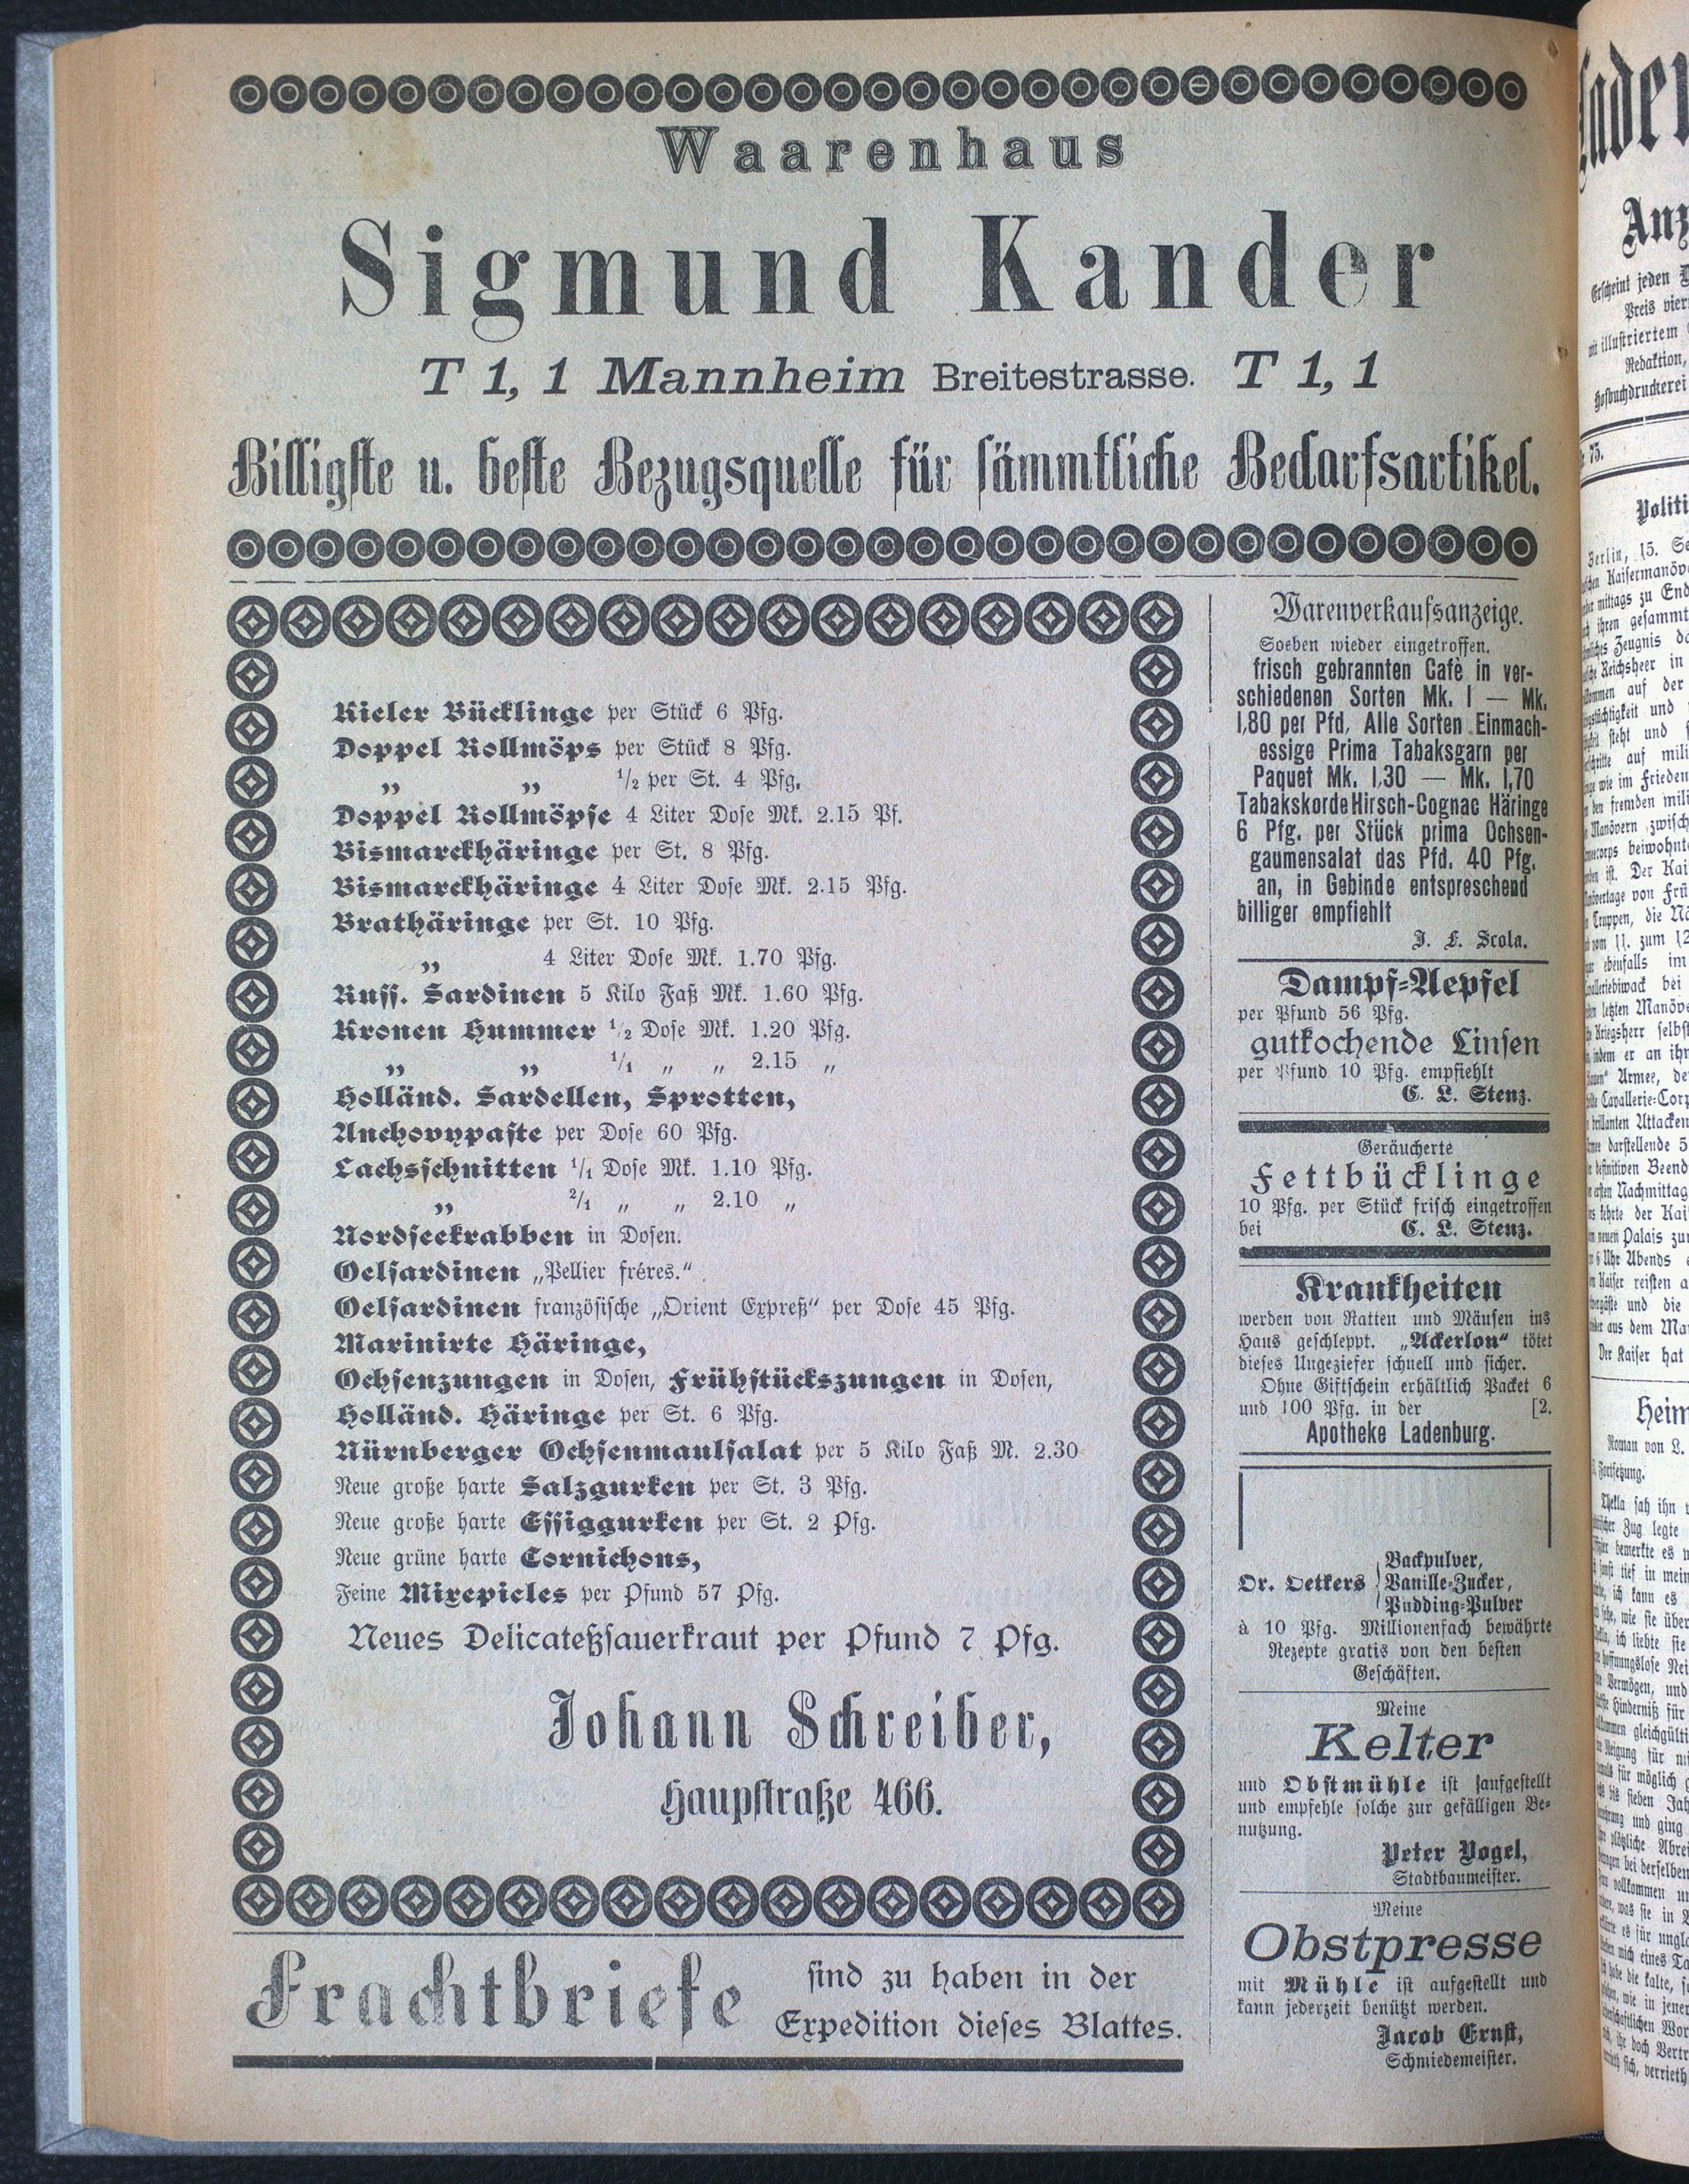 Waarenhaus
Sigmund Kander
T 1, 1 Mannheim Breitestrasse. T 1, 1
Billigste u. beste Bezugsquelle für sämmtliche Bedarfsartikel.
Kieler Bücklinge per Stück 6 Pfg.
Doppel Rollmöps per Stück 8 Pfg.
„ „ 1/2 per St. 4 Pfg.
Doppel Rollmöpse 4 Liter Dose Mk. 2.15 Pf.
Bismarckhäringe per St. 8 Pfg.
Bismarckhäringe 4 Liter Dose Mk. 2.15 Pfg.
Brathäringe per St. 10 Pfg.
„ 4 Liter Dose Mk. 1.70 Pfg.
Russ. Sardinen 5 Kilo Faß Mk. 1.60 Pfg.
Kronen Hummer 1/2 Dose Mk. 1.20 Pfg.
„ „ 1/1 „ „ 2.15 „
Holländ. Sardellen, Sprotten,
Anchovypaste per Dose 60 Pfg.
Lachsschnitten 1/1 Dose Mk. 1.10 Pfg.
„ 2/1 „ „ 2.10 „
Nordseekrabben in Dosen.
Oelsardinen „Pellier fréres.“
Oelsardinen französische „Orient Expreß“ per Dose 45 Pfg.
Marinirte Häringe,
Ochsenzungen in Dosen, Frühstückszungen in Dosen,
Holländ. Häringe per St. 6 Pfg.
Nürnberger Ochsenmaulsalat per 5 Kilo Faß M. 2.30
Neue große harte Salzgurken per St. 3 Pfg.
Neue große harte Essiggurken per St. 2 Pfg.
Neue grüne harte Cornichons,
Feine Mixepicles per Pfund 57 Pfg.
Neues Delicateßsauerkraut per Pfund 7 Pfg.
Johann Schreiber,
Hauptstraße 466.
Frachtbriefe sind zu haben in der
Expedition dieses Blattes.
Warenverkaufsanzeige.
Soeben wieder eingetroffen.
frisch gebrannten Cafè in ver-
schiedenen Sorten Mk. 1 — Mk.
1,80 per Pfd, Alle Sorten Einmach-
essige Prima Tabaksgarn per
Paquet Mk. 1,30 — Mk. 1,70
Tabakskorde Hirsch-Cognac Häringe
6 Pfg. per Stück prima Ochsen-
gaumensalat das Pfd. 40 Pfg.
an, in Gebinde entspreschend
billiger empfiehlt
J. F. Scola.
Dampf-Aepfel
per Pfund 56 Pfg.
gutkochende Linsen
per Pfund 10 Pfg. empfiehlt
C. L. Stenz.
Geräucherte
Fettbücklinge
10 Pfg. per Stück frisch eingetroffen
bei C. L. Stenz.
Krankheiten
werden von Ratten und Mäusen ins
Haus geschleppt. „Ackerlon“ tötet
dieses Ungeziefer schnell und sicher.
Ohne Giftschein erhältlich Packet 6
und 100 Pfg. in der [2.
Apotheke Ladenburg.
Backpulver,
Dr. Oetkers Vanille-Zucker,
Pudding-Pulver
à 10 Pfg. Millionenfach bewährte
Rezepte gratis von den besten
Geschäften.
Meine
Kelter
und Obstmühle ist aufgestellt
und empfehle solche zur gefälligen Be-
nutzung.
Peter Vogel,
Stadtbaumeister.
Meine
Obstpresse
mit Mühle ist aufgestellt und
kann jederzeit benützt werden.
Jacob Ernst,
Schmiedemeister.